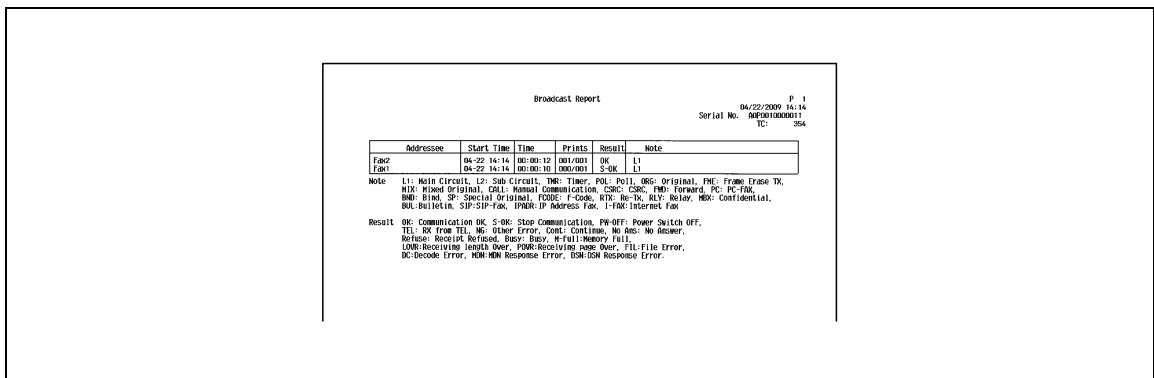 Broadcast Report
P 1
04/22/2009 14:14
Serial No. A0P0010000011
TC: 354
Addressee Start Time Time Prints Result Note
Fax2 04-22 14:14 00:00:12 001/001 OK L1
Fax1 04-22 14:14 00:00:10 000/001 S-OK L1
Note L1: Main Circuit, L2: Sub Circuit, TMR: Timer, POL: Poll, ORG: Original, FME: Frame Erase TX,
MIX: Mixed Original, CALL: Manual Communication, CSRC: CSRC, FWD: Forward, PC: PC-FAX,
BND: Bind, SP: Special Original, FCODE: F-Code, RTX: Re-TX, RLY: Relay, MBX: Confidential,
BUL:Bulletin, SIP:SIP-Fax, IPADR:IP Address Fax, I-FAX:Internet Fax
Result OK: Communication OK, S-OK: Stop Communication, PW-OFF: Power Switch OFF,
TEL: RX from TEL, NG: Other Error, Cont: Continue, No Ans: No Answer,
Refuse: Receipt Refused, Busy: Busy, M-Full:Memory Full,
LOVR:Receiving length Over, POVR:Receiving page Over, FIL:File Error,
DC:Decode Error, MDN:MDN Response Error, DSN:DSN Response Error.